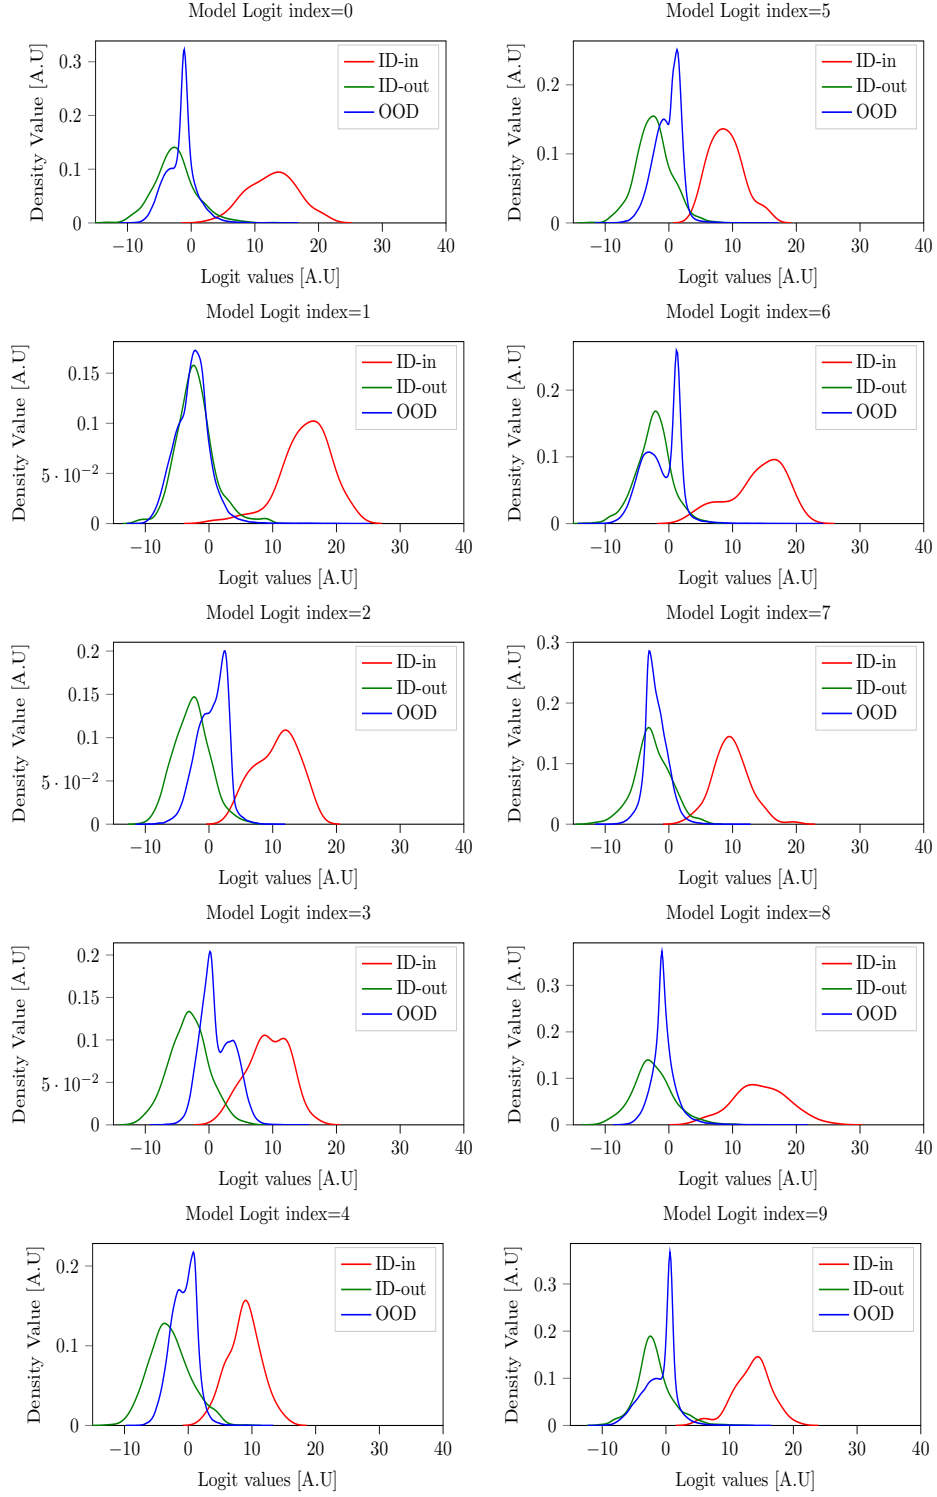 Model Logit index=0
Density Value [A.U]
0.3
0.2
0.1
0
−10 0 10 20 30 40
Logit values [A.U]
ID-in
ID-out
OOD
Model Logit index=5
Density Value [A.U]
0.2
0.1
0
−10 0 10 20 30 40
Logit values [A.U]
ID-in
ID-out
OOD
Model Logit index=1
Density Value [A.U]
0.15
0.1
5 · 10⁻²
0
−10 0 10 20 30 40
Logit values [A.U]
ID-in
ID-out
OOD
Model Logit index=6
Density Value [A.U]
0.2
0.1
0
−10 0 10 20 30 40
Logit values [A.U]
ID-in
ID-out
OOD
Model Logit index=2
Density Value [A.U]
0.2
0.15
0.1
5 · 10⁻²
0
−10 0 10 20 30 40
Logit values [A.U]
ID-in
ID-out
OOD
Model Logit index=7
Density Value [A.U]
0.3
0.2
0.1
0
−10 0 10 20 30 40
Logit values [A.U]
ID-in
ID-out
OOD
Model Logit index=3
Density Value [A.U]
0.2
0.15
0.1
5 · 10⁻²
0
−10 0 10 20 30 40
Logit values [A.U]
ID-in
ID-out
OOD
Model Logit index=8
Density Value [A.U]
0.3
0.2
0.1
0
−10 0 10 20 30 40
Logit values [A.U]
ID-in
ID-out
OOD
Model Logit index=4
Density Value [A.U]
0.2
0.1
0
−10 0 10 20 30 40
Logit values [A.U]
ID-in
ID-out
OOD
Model Logit index=9
Density Value [A.U]
0.3
0.2
0.1
0
−10 0 10 20 30 40
Logit values [A.U]
ID-in
ID-out
OOD